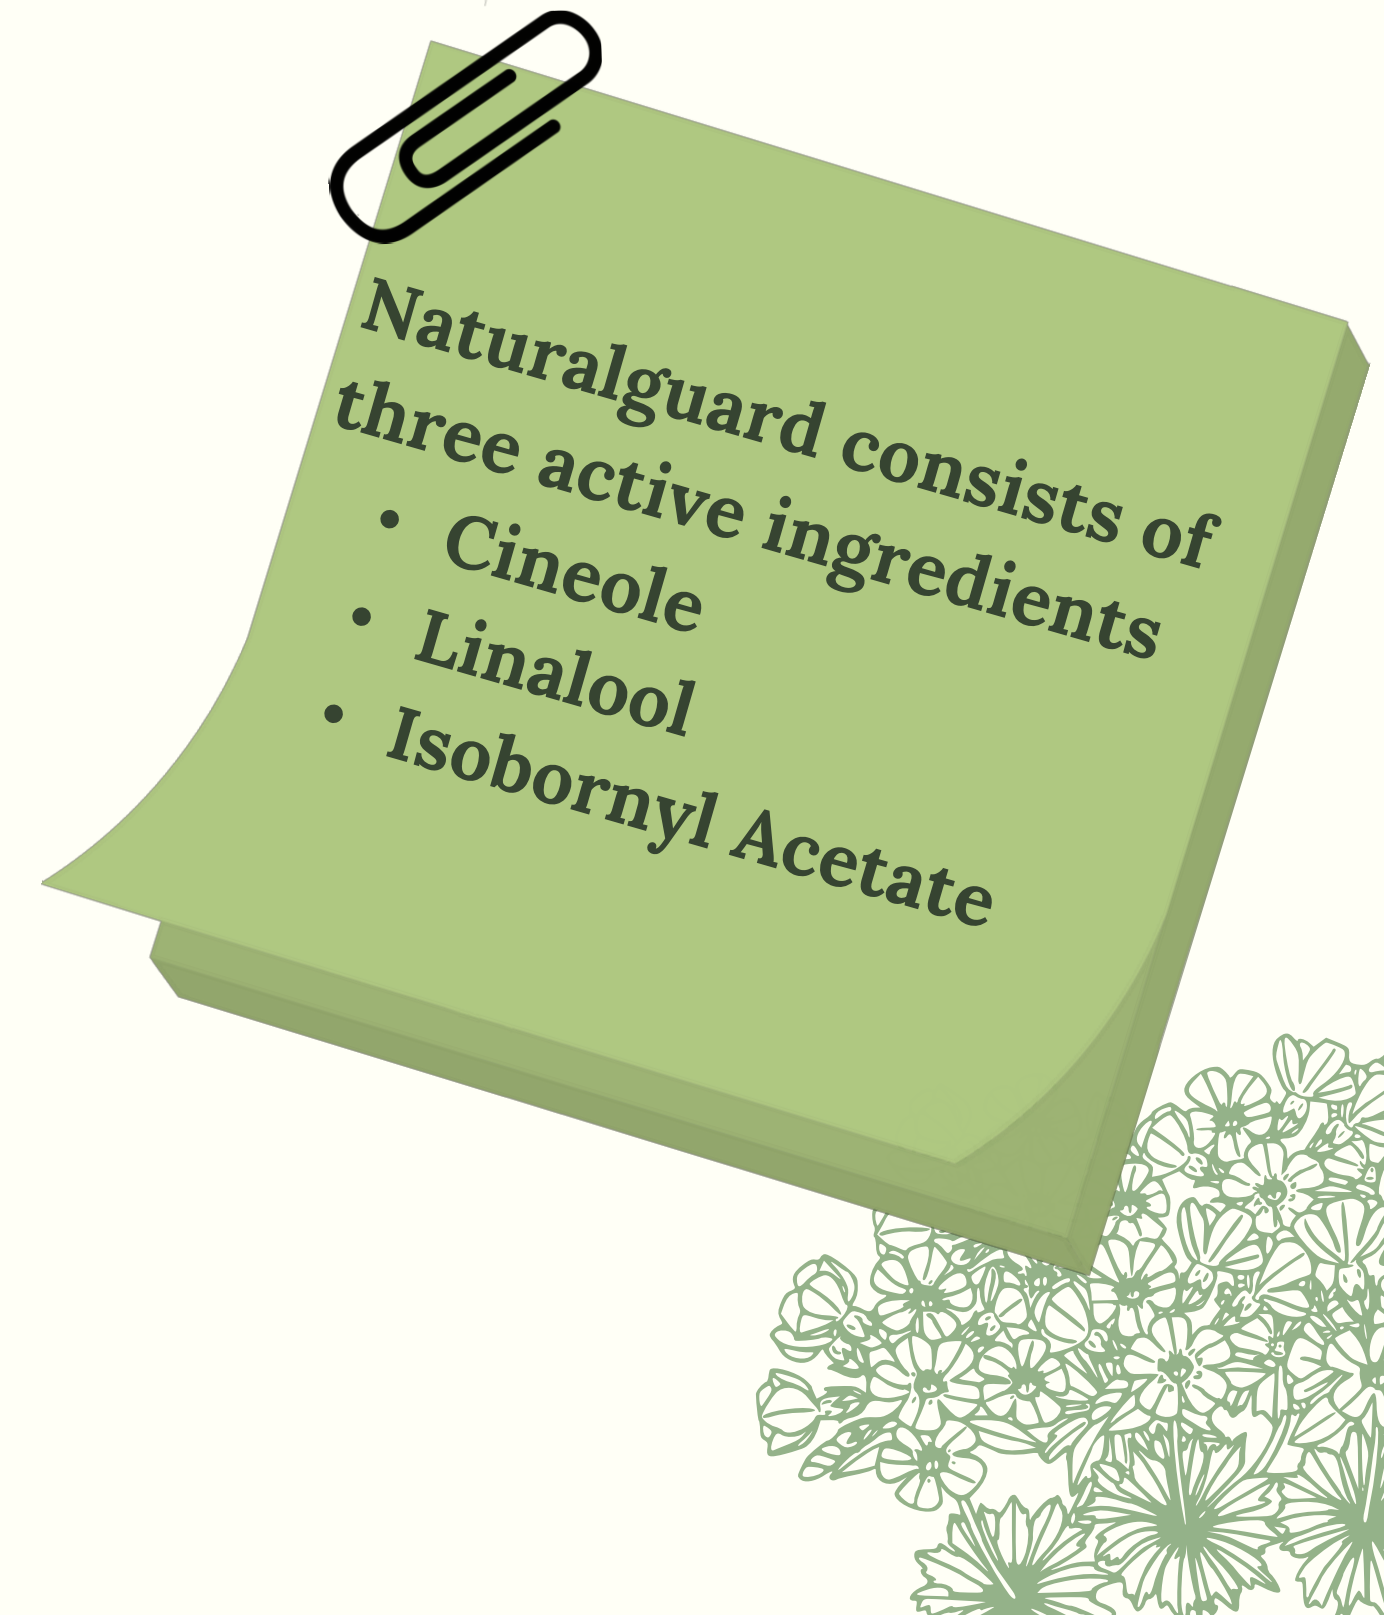 Naturalguard consists of
three active ingredients
• Cineole
• Linalool
• Isobornyl Acetate